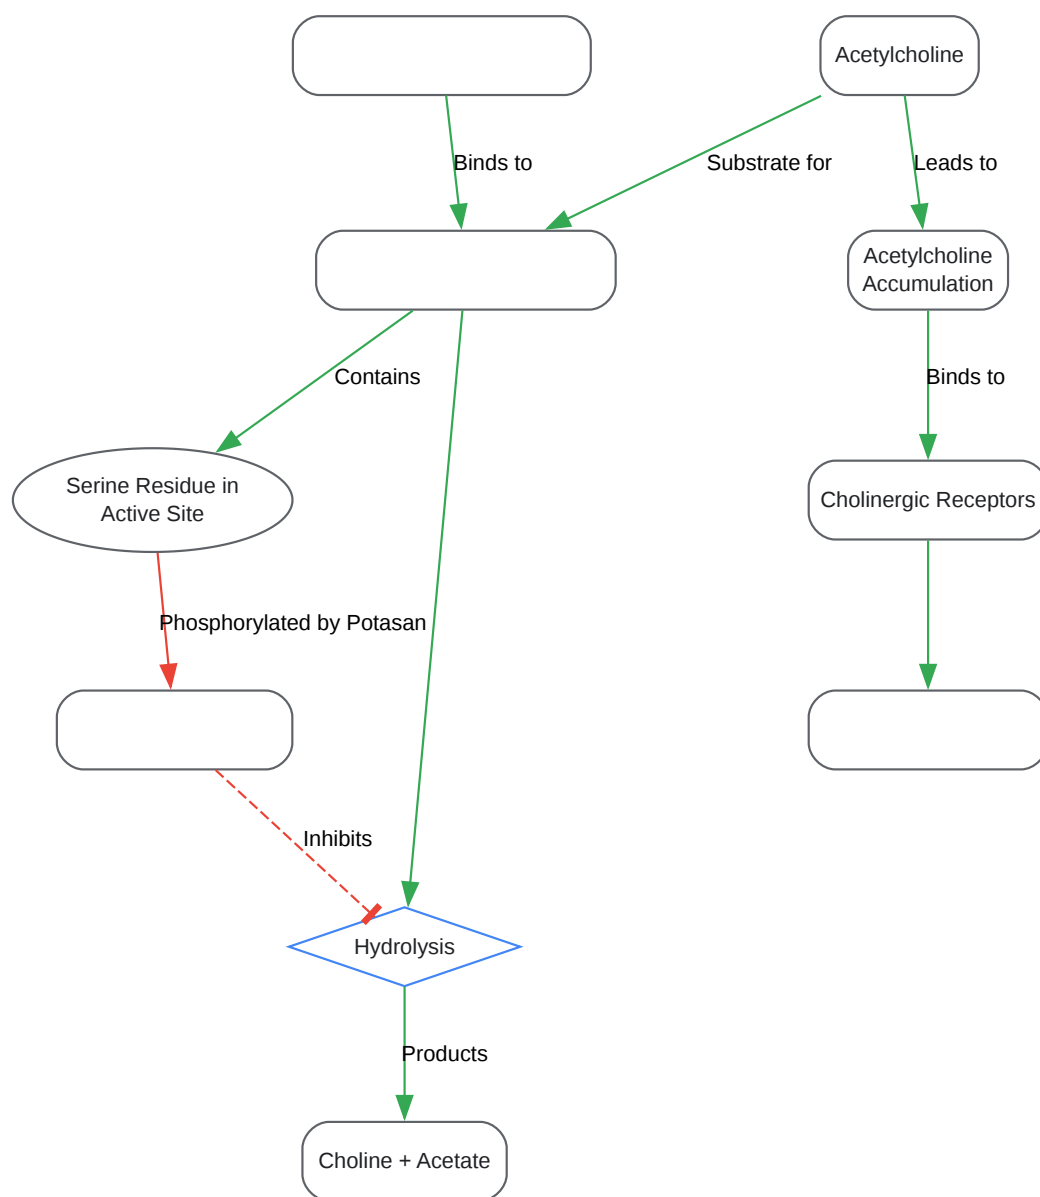 Acetylcholine
Binds to
Substrate for
Leads to
Acetylcholine
Accumulation
Contains
Binds to
Serine Residue in
Active Site
Cholinergic Receptors
Phosphorylated by Potasan
Inhibits
Hydrolysis
Products
Choline + Acetate